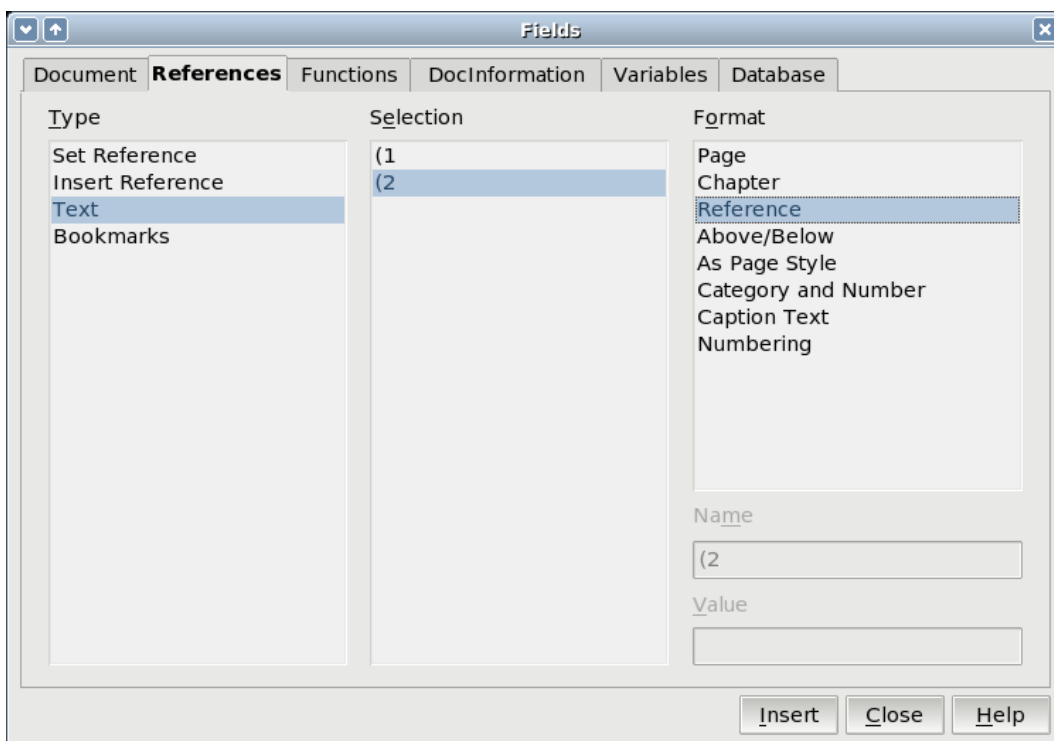 Fields
Document References Functions DocInformation Variables Database
Type
Set Reference
Insert Reference
Text
Bookmarks
Selection
(1
(2
Format
Page
Chapter
Reference
Above/Below
As Page Style
Category and Number
Caption Text
Numbering
Name
(2
Value
Insert Close Help